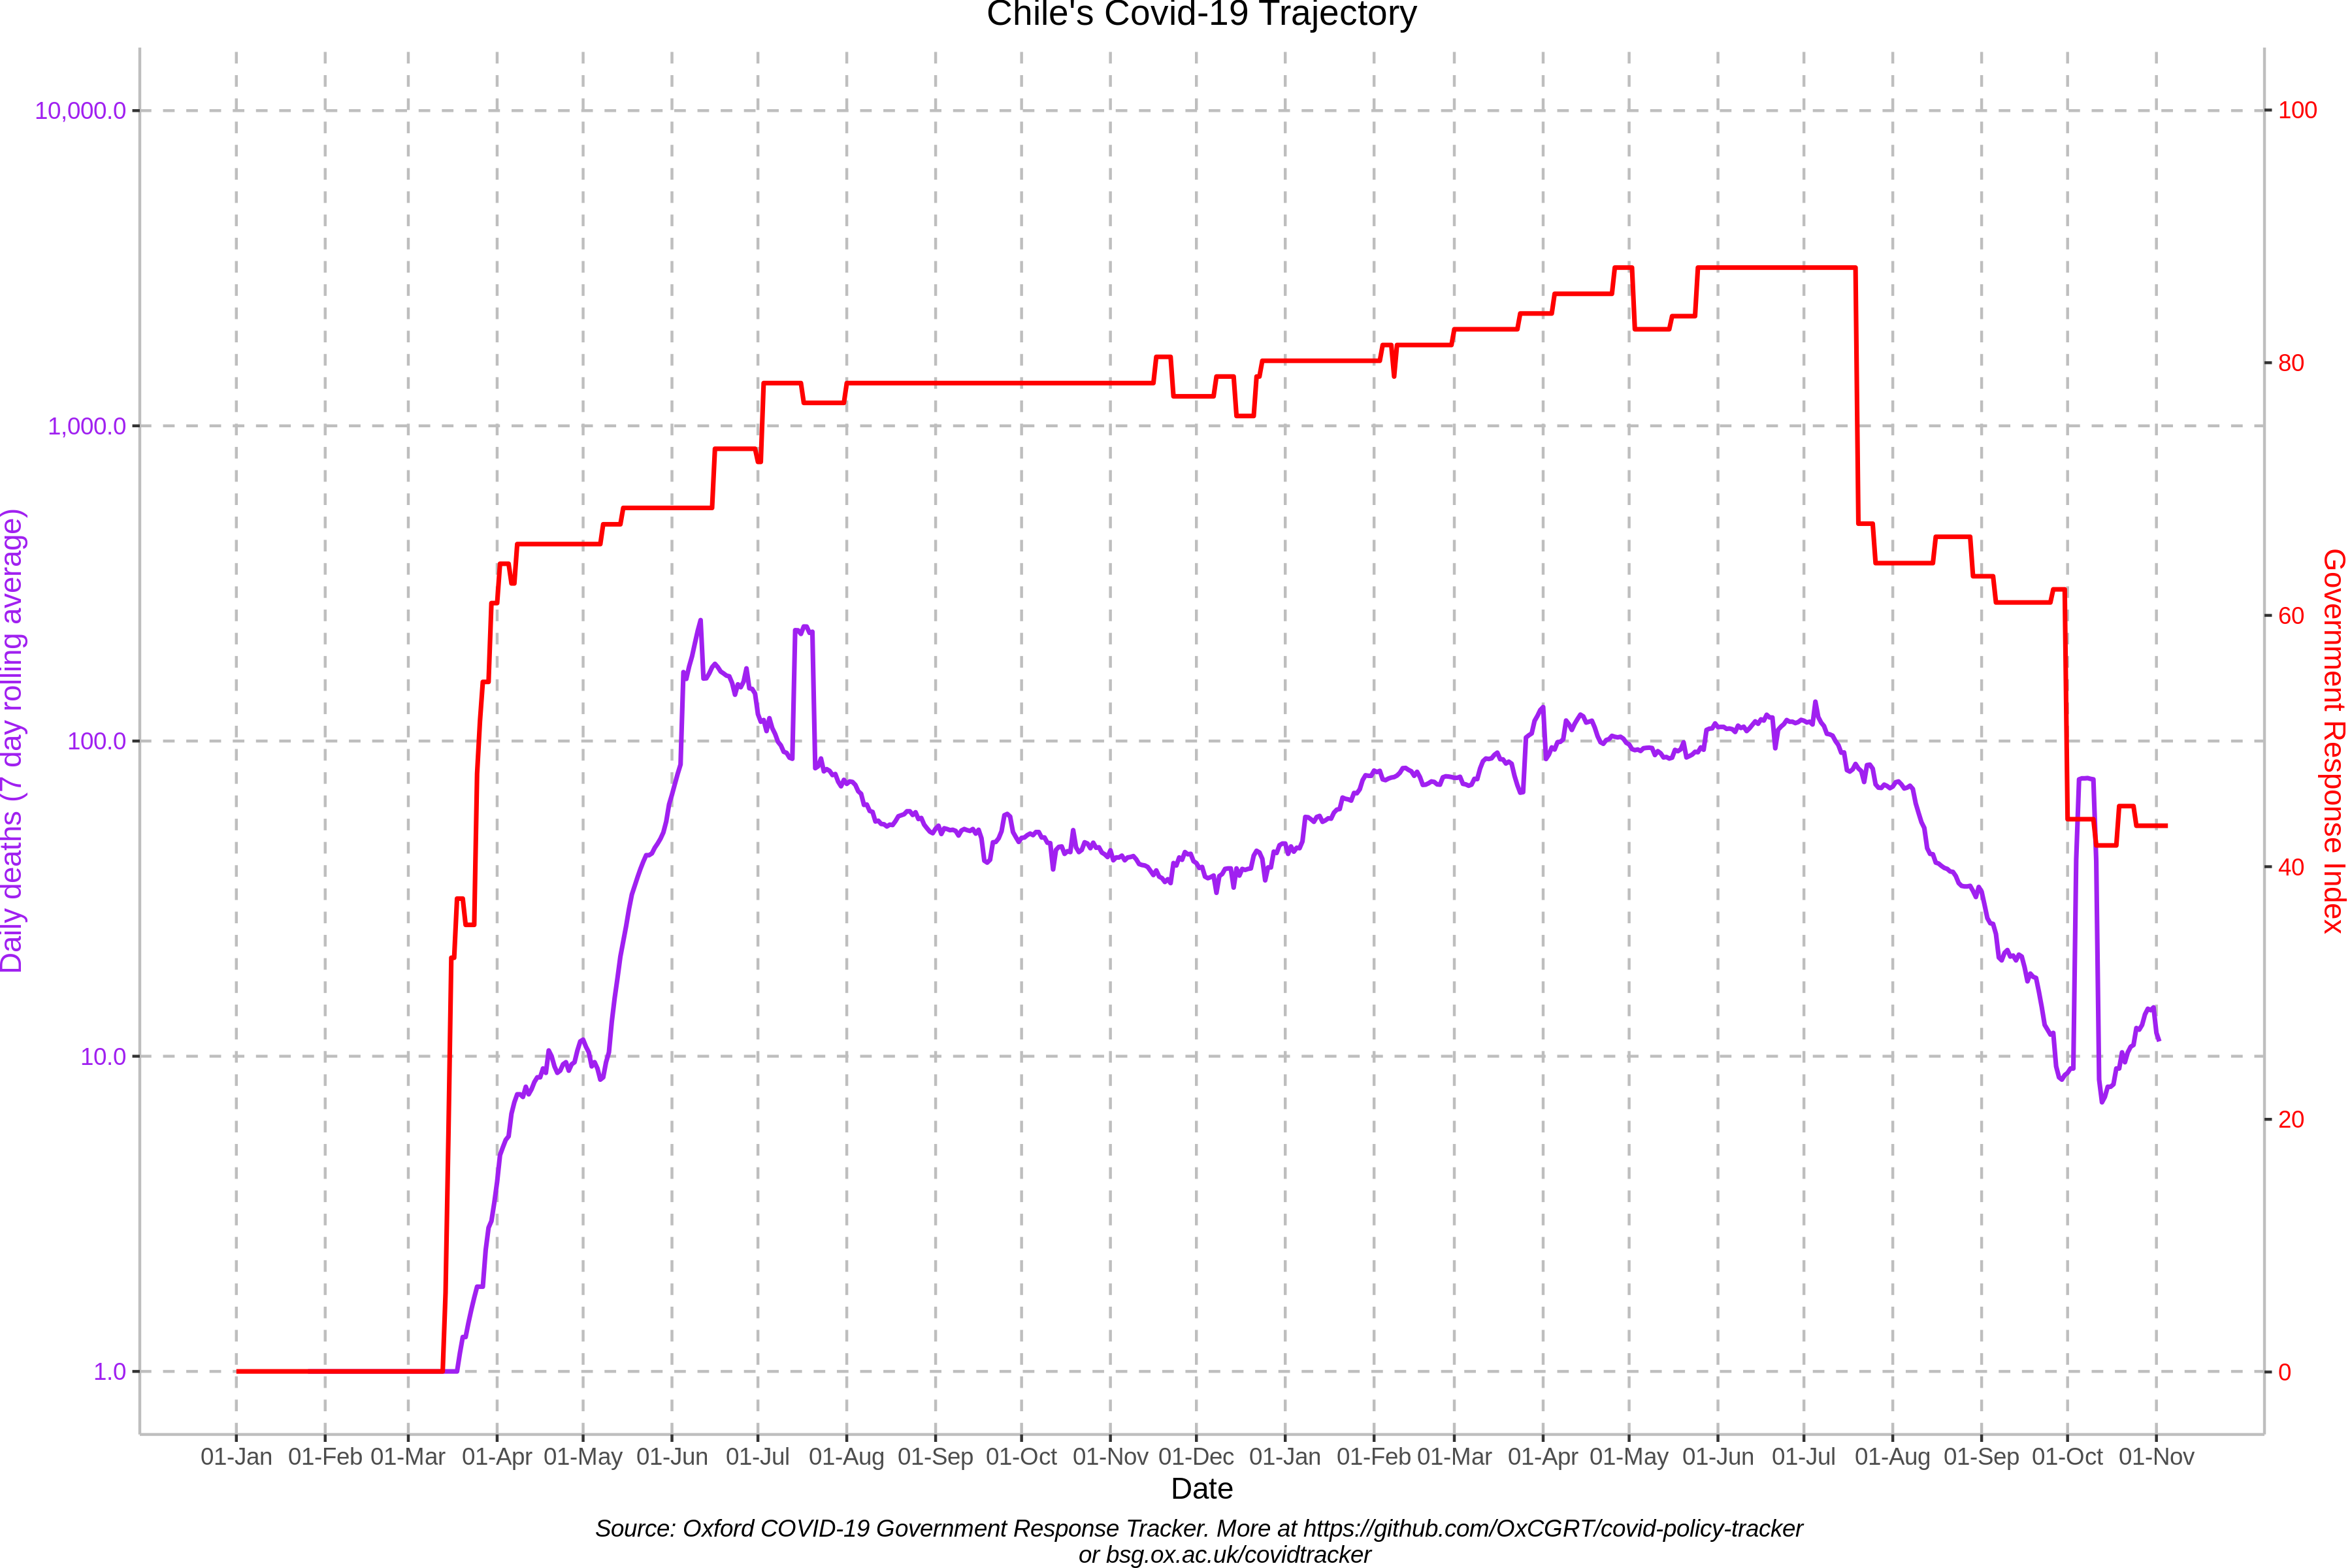 Chile's Covid-19 Trajectory
10,000.0
1,000.0
100.0
10.0
1.0
Daily deaths (7 day rolling average)
100
80
60
40
20
0
Government Response Index
01-Jan 01-Feb 01-Mar 01-Apr 01-May 01-Jun 01-Jul 01-Aug 01-Sep 01-Oct 01-Nov 01-Dec 01-Jan 01-Feb 01-Mar 01-Apr 01-May 01-Jun 01-Jul 01-Aug 01-Sep 01-Oct 01-Nov
Date
Source: Oxford COVID-19 Government Response Tracker. More at https://github.com/OxCGRT/covid-policy-tracker
or bsg.ox.ac.uk/covidtracker